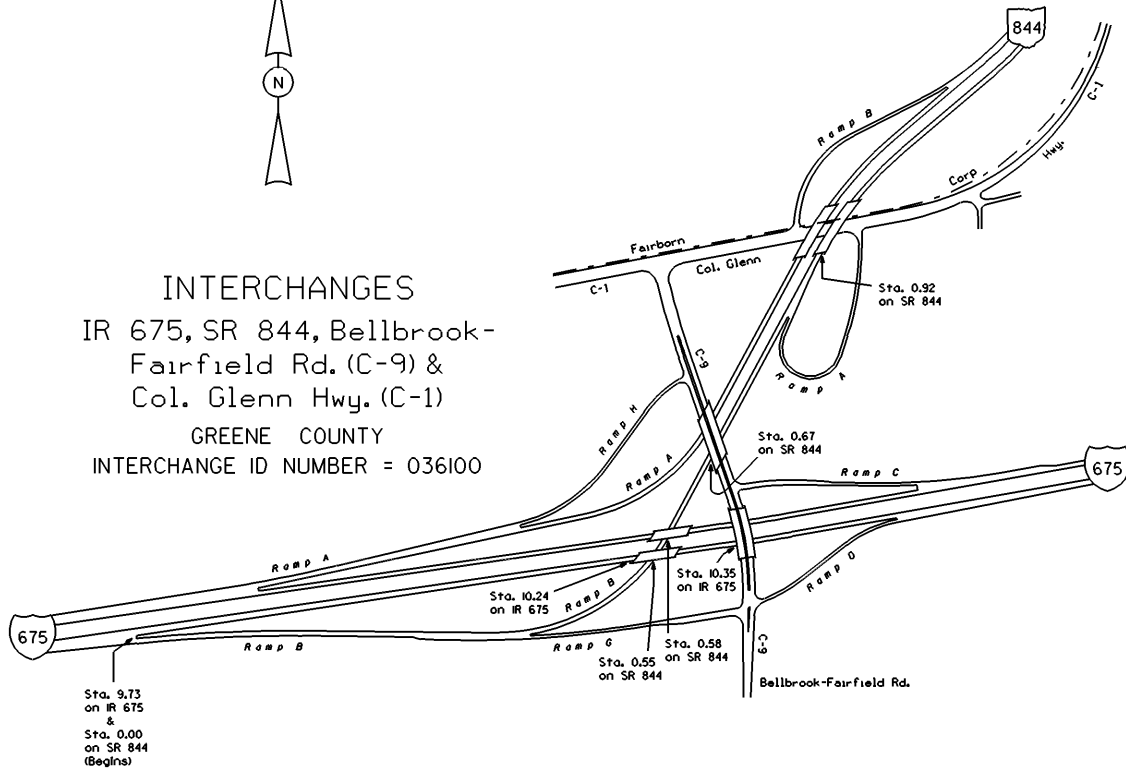 N
844
C-1
Hwy.
Ramp B
Corp
Fairborn
Col. Glenn
C-1
Sta. 0.92
on SR 844
INTERCHANGES
IR 675, SR 844, Bellbrook-
Fairfield Rd. (C-9) &
Col. Glenn Hwy. (C-1)
GREENE COUNTY
INTERCHANGE ID NUMBER = 036100
C-9
Ramp A
Ramp H
Sta. 0.67
on SR 844
Ramp A
Ramp C
675
Ramp A
Ramp D
Sta. 10.24
on IR 675
Ramp B
Sta. 10.35
on IR 675
675
Ramp B
Ramp G
Sta. 0.55
on SR 844
Sta. 0.58
on SR 844
C-9
Bellbrook-Fairfield Rd.
Sta. 9.73
on IR 675
&
Sta. 0.00
on SR 844
(Begins)